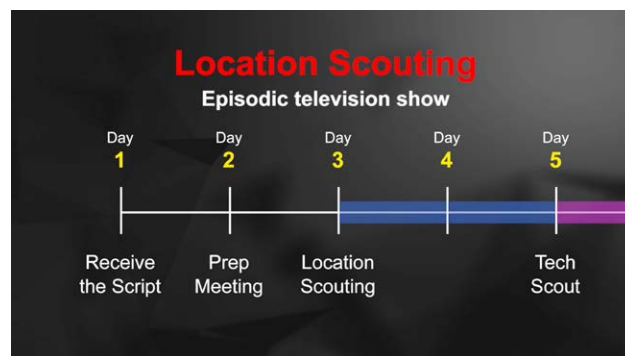 Location Scouting
Episodic television show
Day Day Day Day Day
1 2 3 4 5
Receive Prep Location Tech
the Script Meeting Scouting Scout